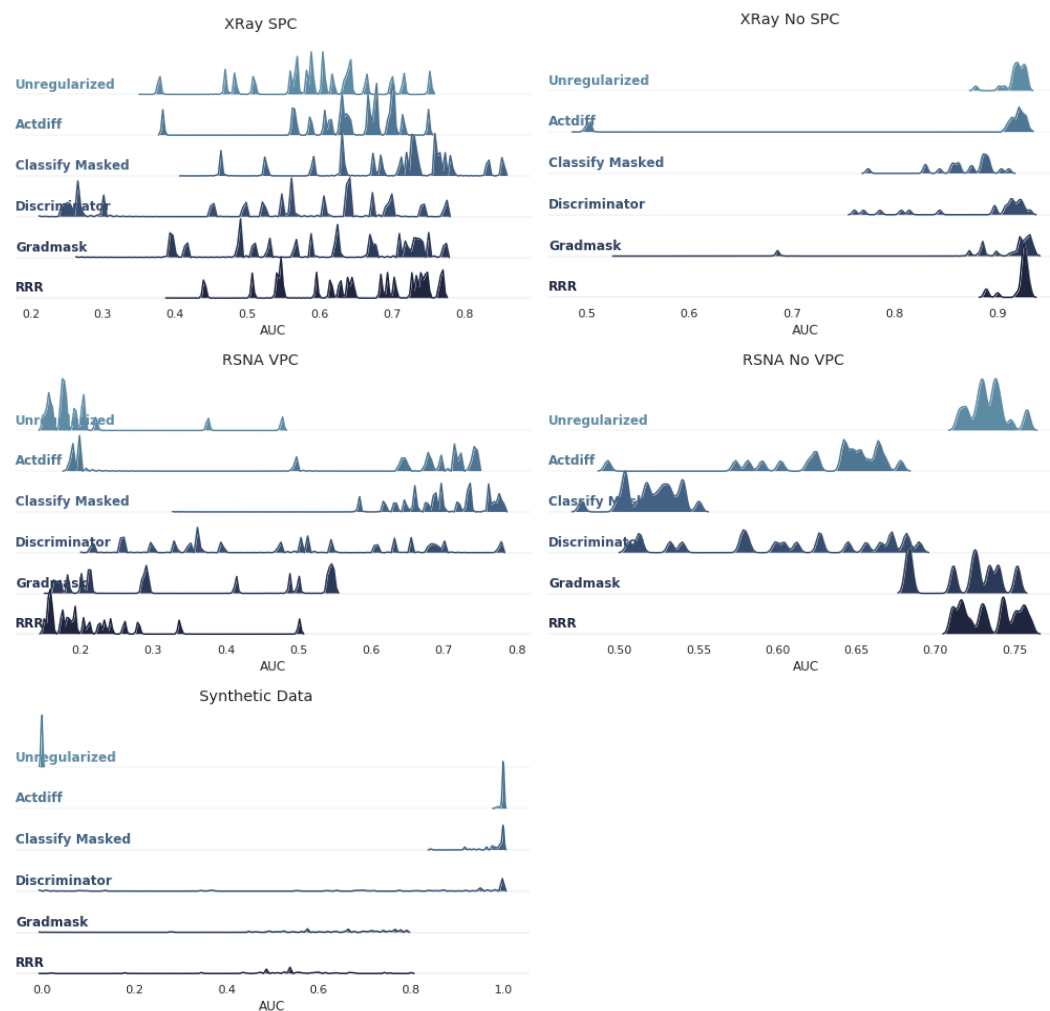 XRay SPC
Unregularized
Actdiff
Classify Masked
Discriminator
Gradmask
RRR
0.2 0.3 0.4 0.5 0.6 0.7 0.8
AUC
XRay No SPC
Unregularized
Actdiff
Classify Masked
Discriminator
Gradmask
RRR
0.5 0.6 0.7 0.8 0.9
AUC
RSNA VPC
Unregularized
Actdiff
Classify Masked
Discriminator
Gradmask
RRR
0.2 0.3 0.4 0.5 0.6 0.7 0.8
AUC
RSNA No VPC
Unregularized
Actdiff
Classify Masked
Discriminator
Gradmask
RRR
0.50 0.55 0.60 0.65 0.70 0.75
AUC
Synthetic Data
Unregularized
Actdiff
Classify Masked
Discriminator
Gradmask
RRR
0.0 0.2 0.4 0.6 0.8 1.0
AUC